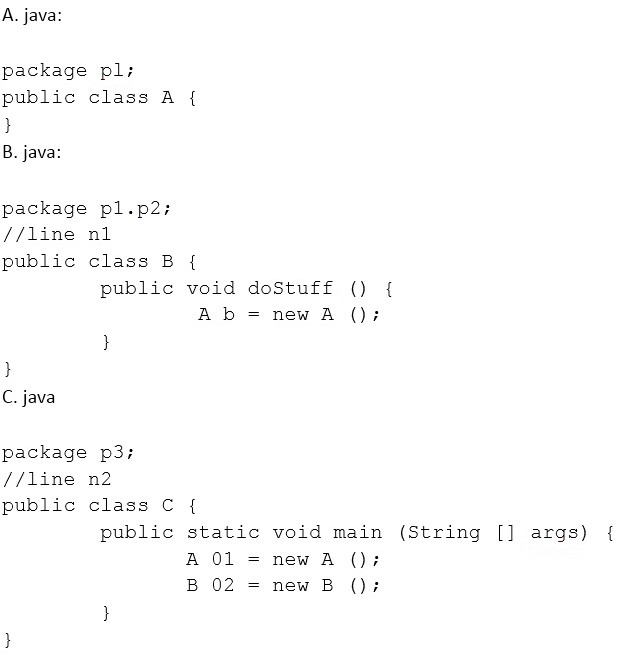 A. java:
package p1;
public class A {
}
B. java:
package p1.p2;
//line n1
public class B {
public void doStuff () {
A b = new A ();
}
}
C. java
package p3;
//line n2
public class C {
public static void main (String [] args) {
A 01 = new A ();
B 02 = new B ();
}
}